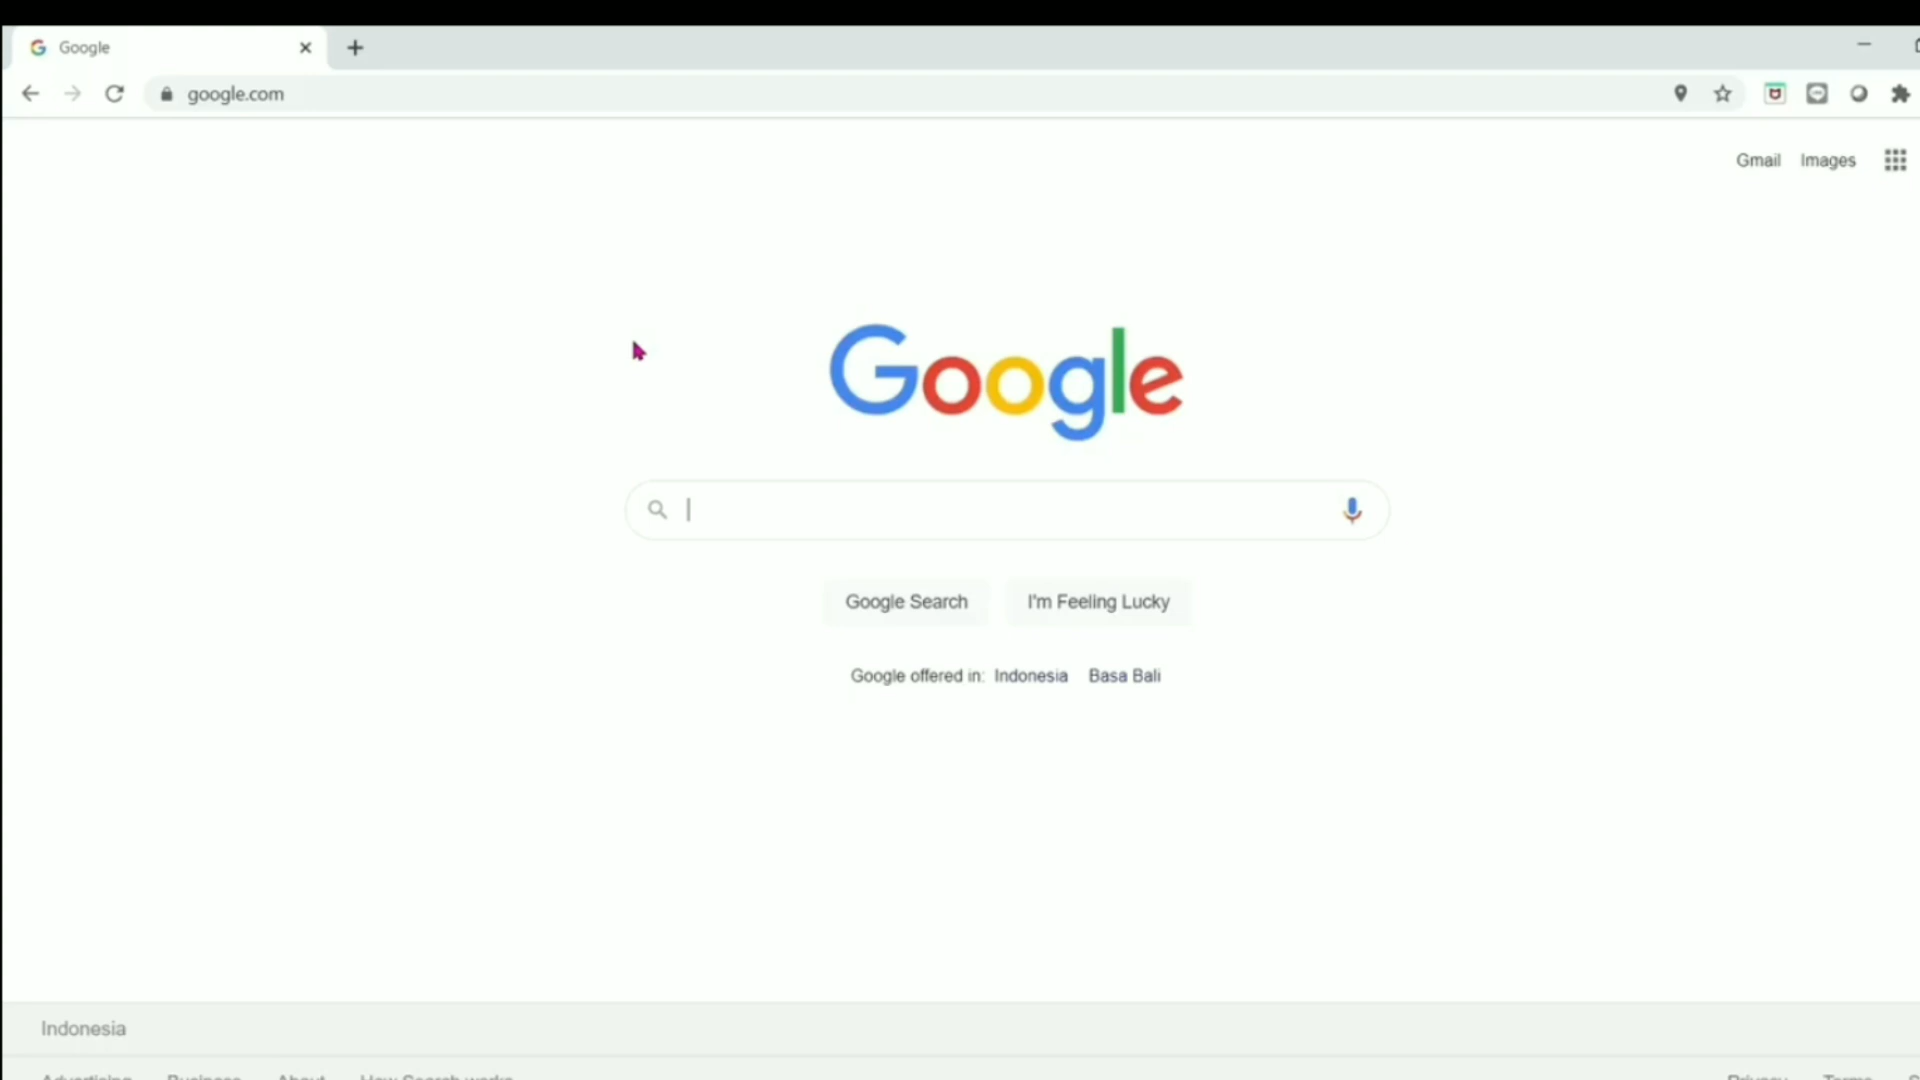 Google
google.com
Gmail Images
Google
Google Search I'm Feeling Lucky
Google offered in: Indonesia Basa Bali
Indonesia
Advertising Business About How Search works
Privacy Terms